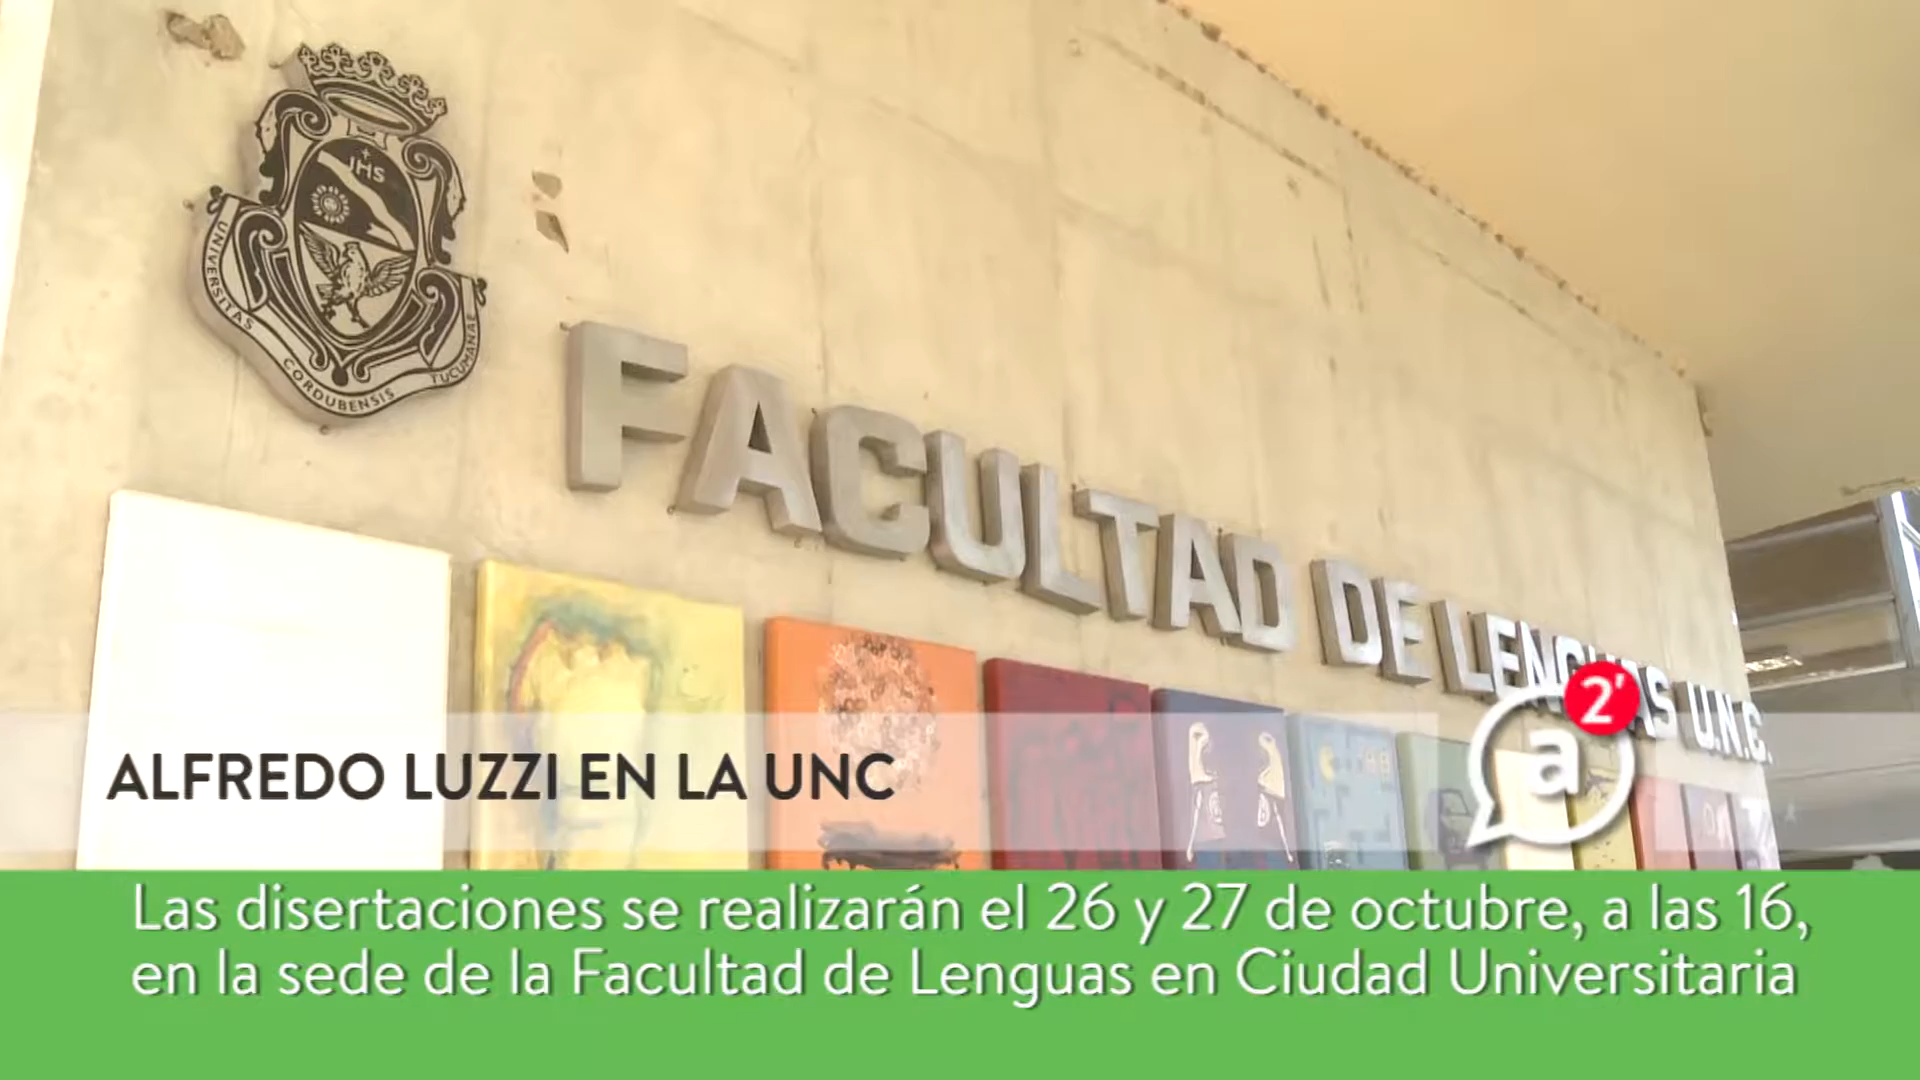 JHS
UNIVERSITAS CORDUBENSIS TUCUMANAE
FACULTAD DE LENGUAS U.N.C.
2'
a
ALFREDO LUZZI EN LA UNC
Las disertaciones se realizarán el 26 y 27 de octubre, a las 16,
en la sede de la Facultad de Lenguas en Ciudad Universitaria